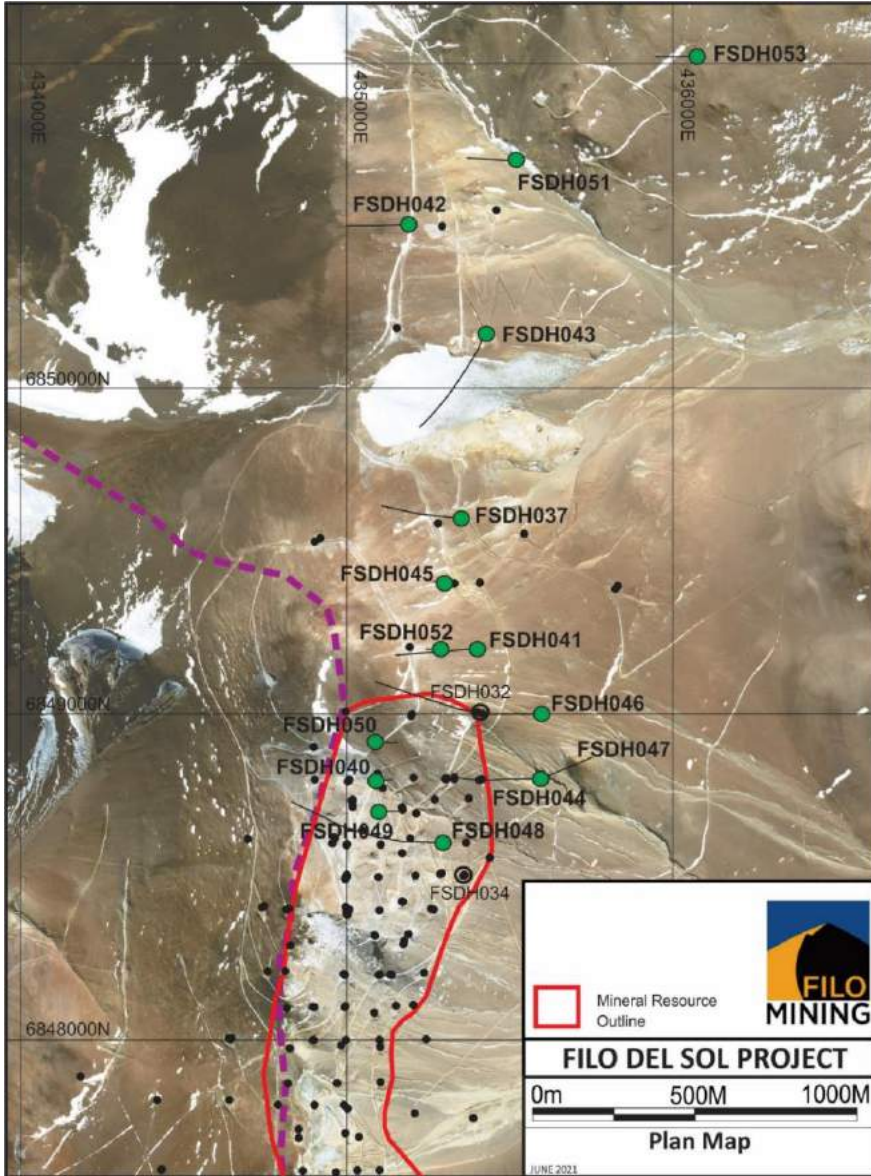 434000E
435000E
436000E
FSDH053
FSDH051
FSDH042
FSDH043
6850000N
FSDH037
FSDH045
FSDH052
FSDH041
FSDH032
6849000N
FSDH046
FSDH050
FSDH047
FSDH040
FSDH044
FSDH049
FSDH048
FSDH034
Mineral Resource
Outline
FILO
MINING
6848000N
FILO DEL SOL PROJECT
0m 500M 1000M
Plan Map
JUNE 2021